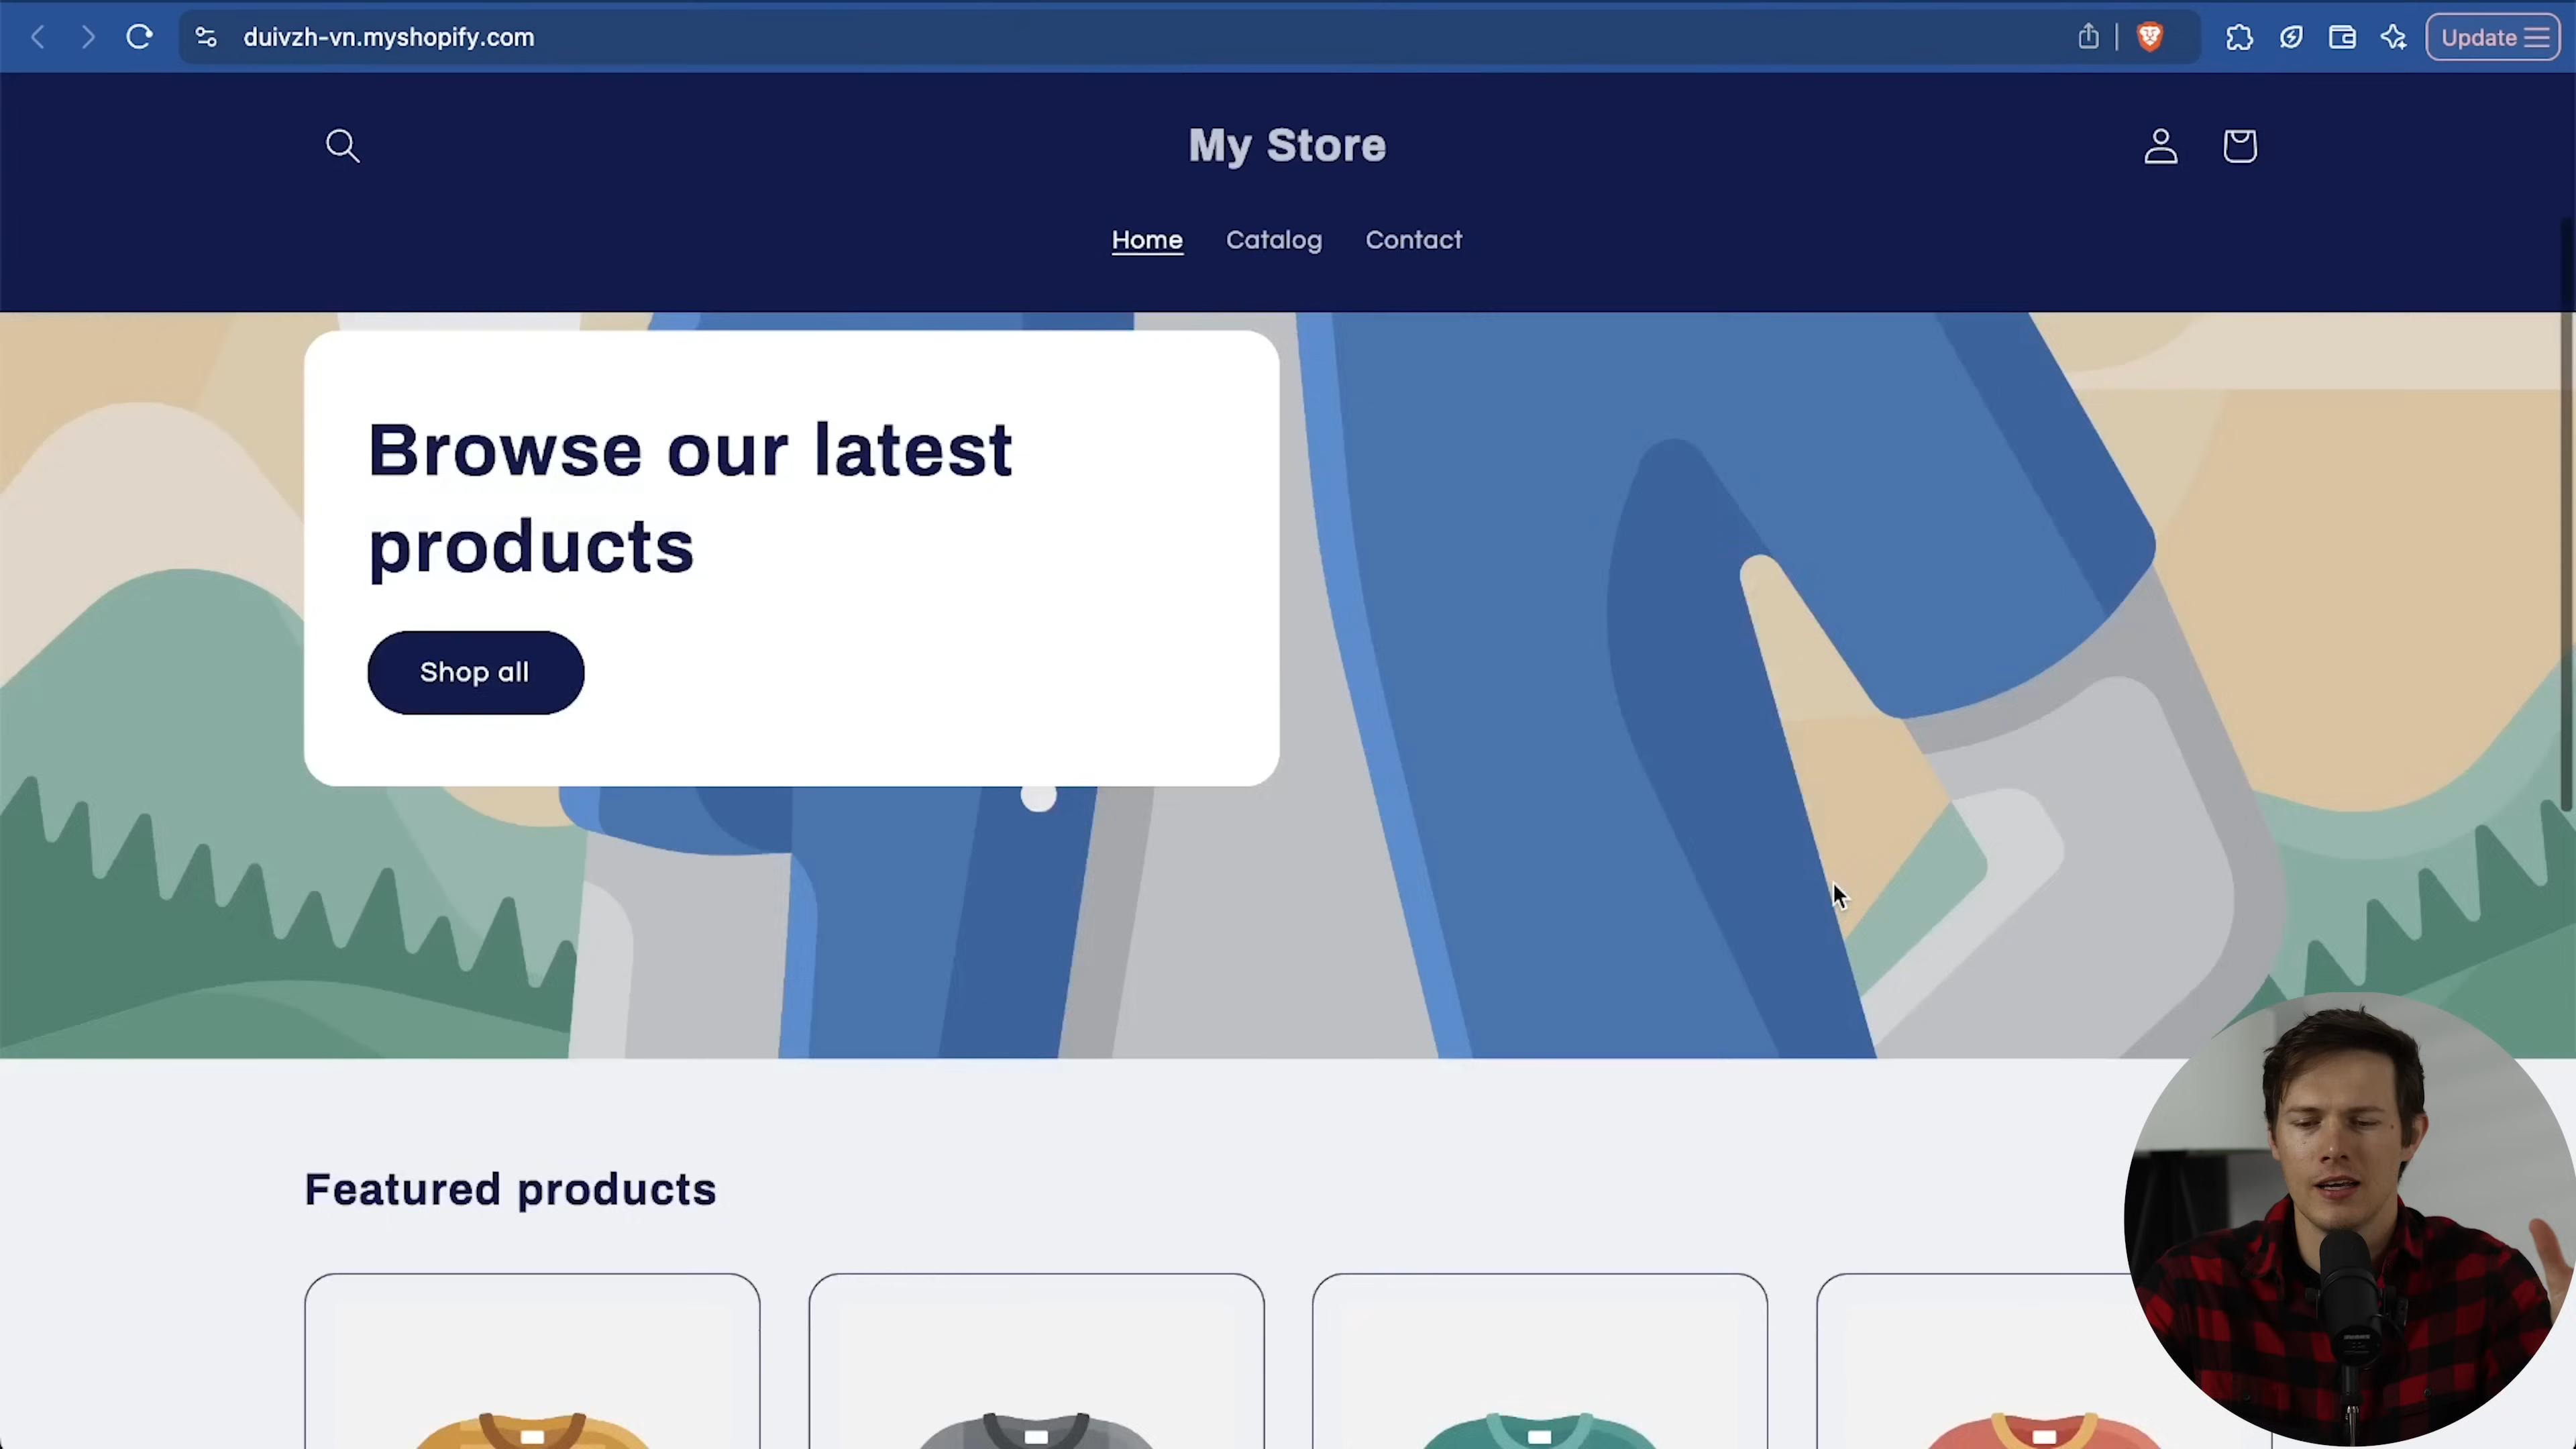 duivzh-vn.myshopify.com
Update
My Store
Home Catalog Contact
Browse our latest
products
Shop all
Featured products